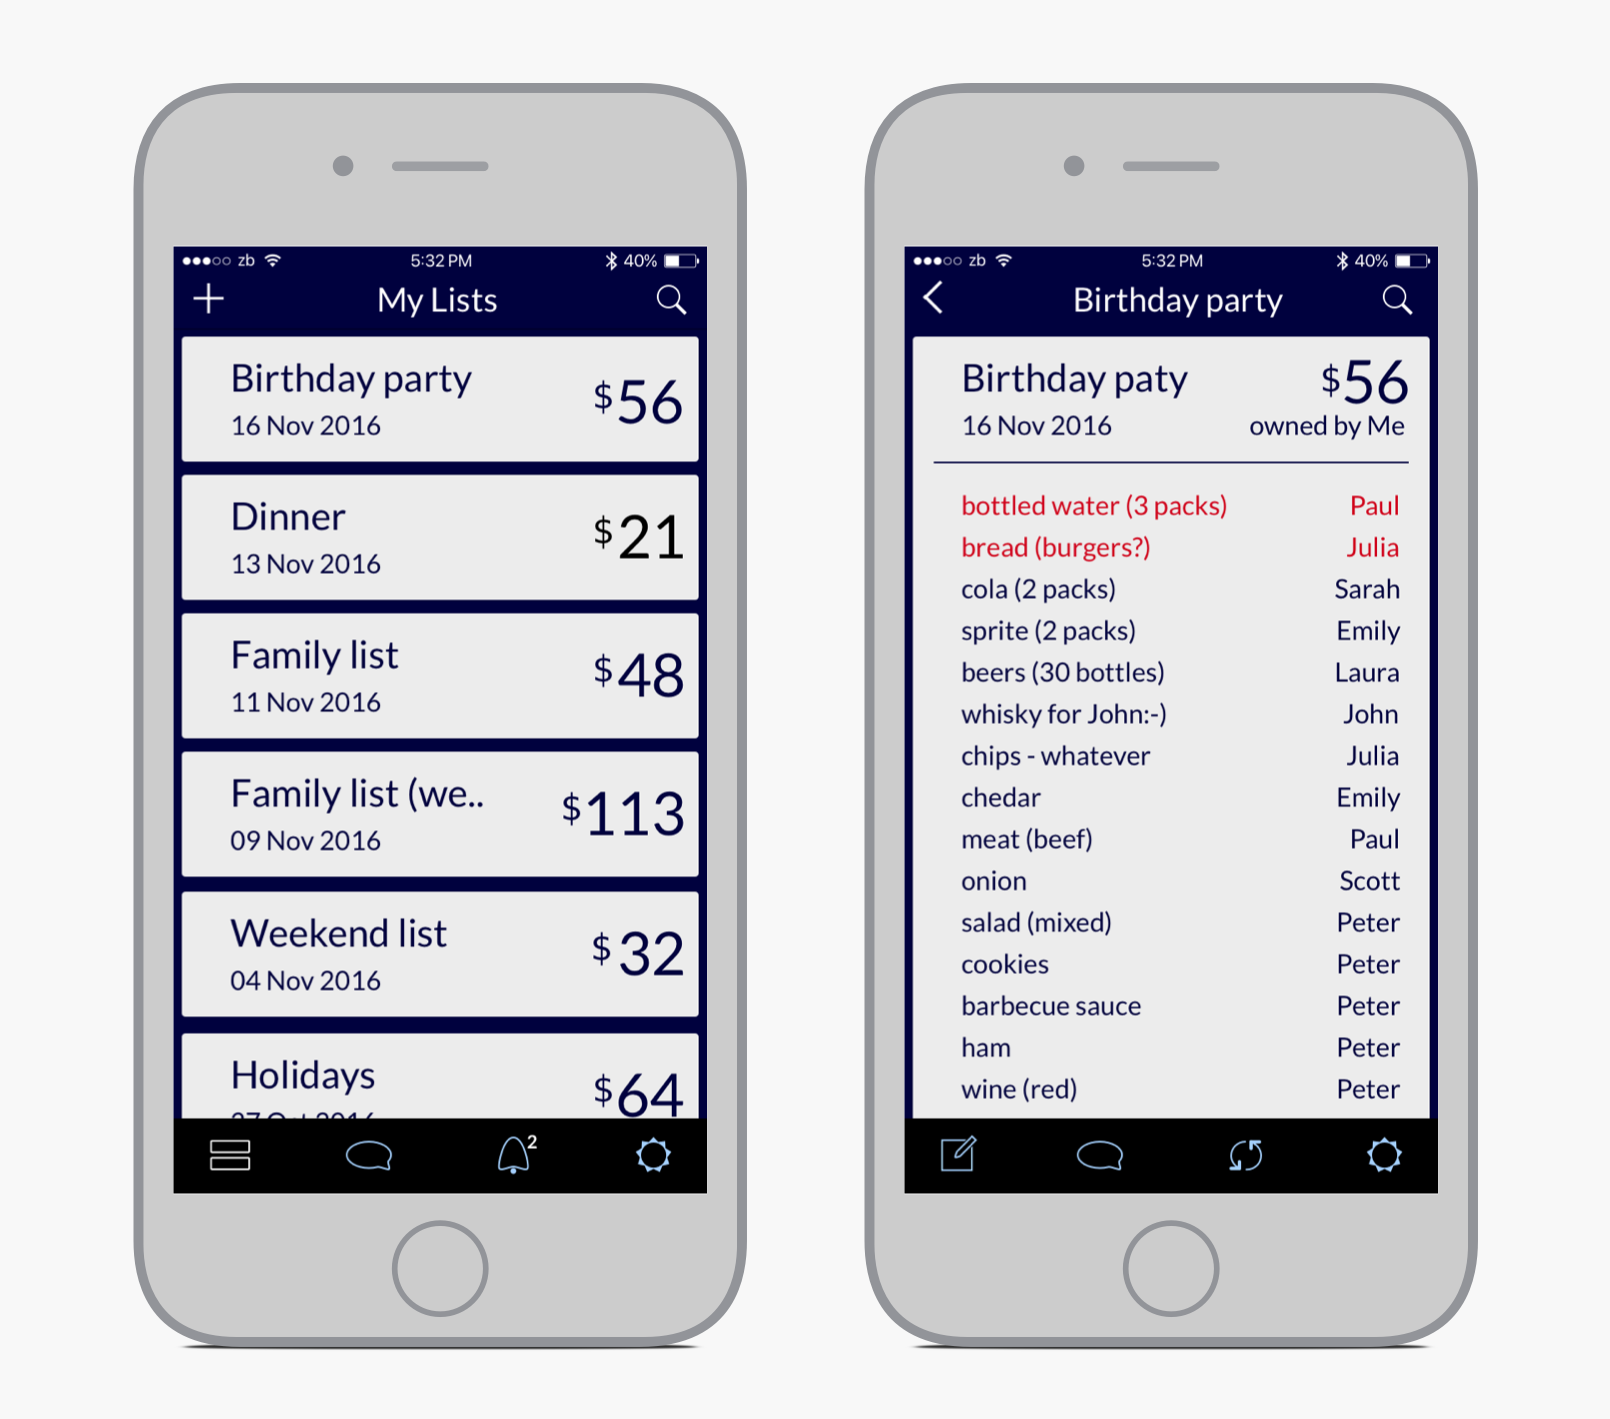 zb 5:32 PM 40%
My Lists
Birthday party $56
16 Nov 2016
Dinner $21
13 Nov 2016
Family list $48
11 Nov 2016
Family list (we.. $113
09 Nov 2016
Weekend list $32
04 Nov 2016
Holidays $64
27 Oct 2016
2
zb 5:32 PM 40%
Birthday party
Birthday paty $56
16 Nov 2016 owned by Me
bottled water (3 packs) Paul
bread (burgers?) Julia
cola (2 packs) Sarah
sprite (2 packs) Emily
beers (30 bottles) Laura
whisky for John:-) John
chips - whatever Julia
chedar Emily
meat (beef) Paul
onion Scott
salad (mixed) Peter
cookies Peter
barbecue sauce Peter
ham Peter
wine (red) Peter